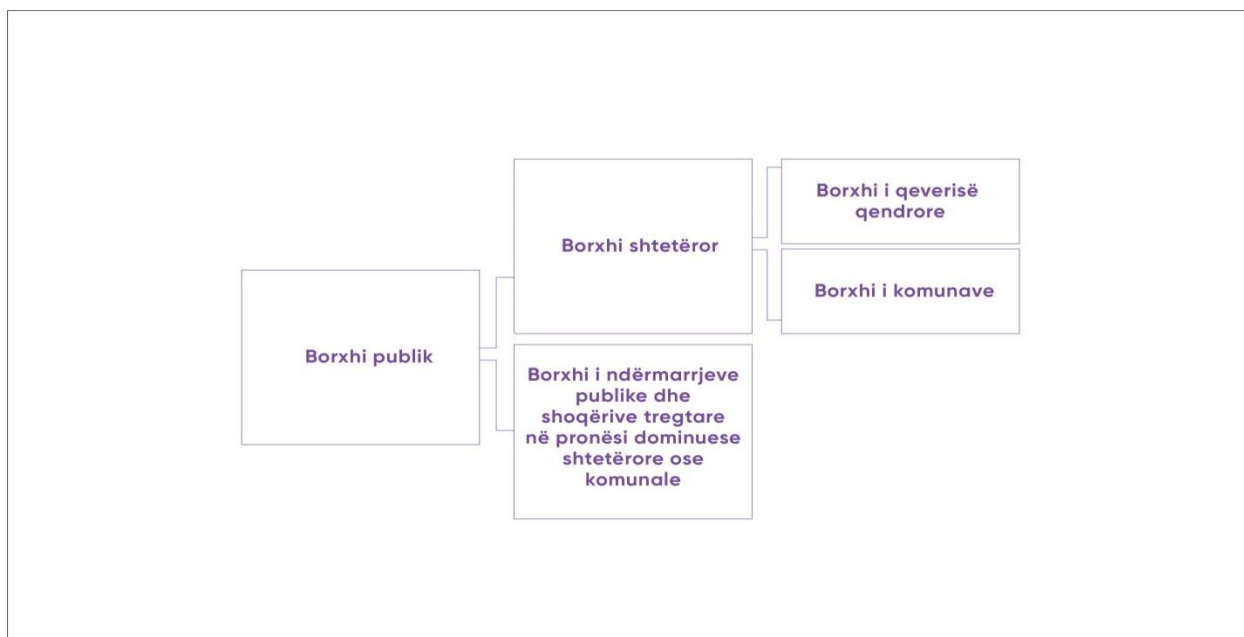 Borxhi publik
Borxhi shtetëror
Borxhi i ndërmarrjeve
publike dhe
shoqërive tregtare
në pronësi dominuese
shtetërore ose
komunale
Borxhi i qeverisë
qendrore
Borxhi i komunave